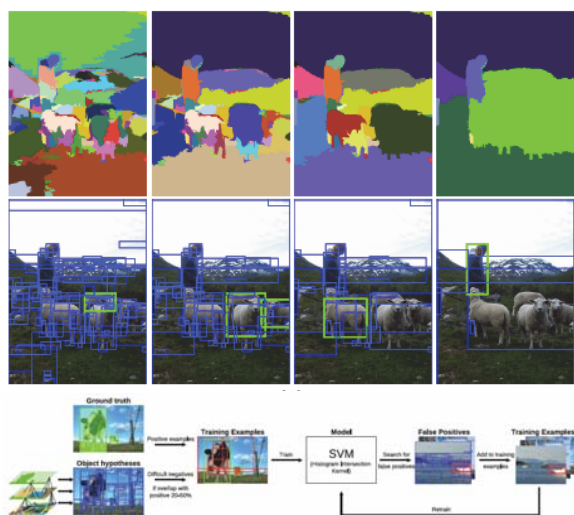 Ground truth
Positive examples
Training Examples
Object hypotheses
Difficult negatives
if overlap with
positive 20-50%
Train
Model
SVM
(Histogram Intersection
Kernel)
Search for
false positives
False Positives
Add to training
examples
Training Examples
Retrain